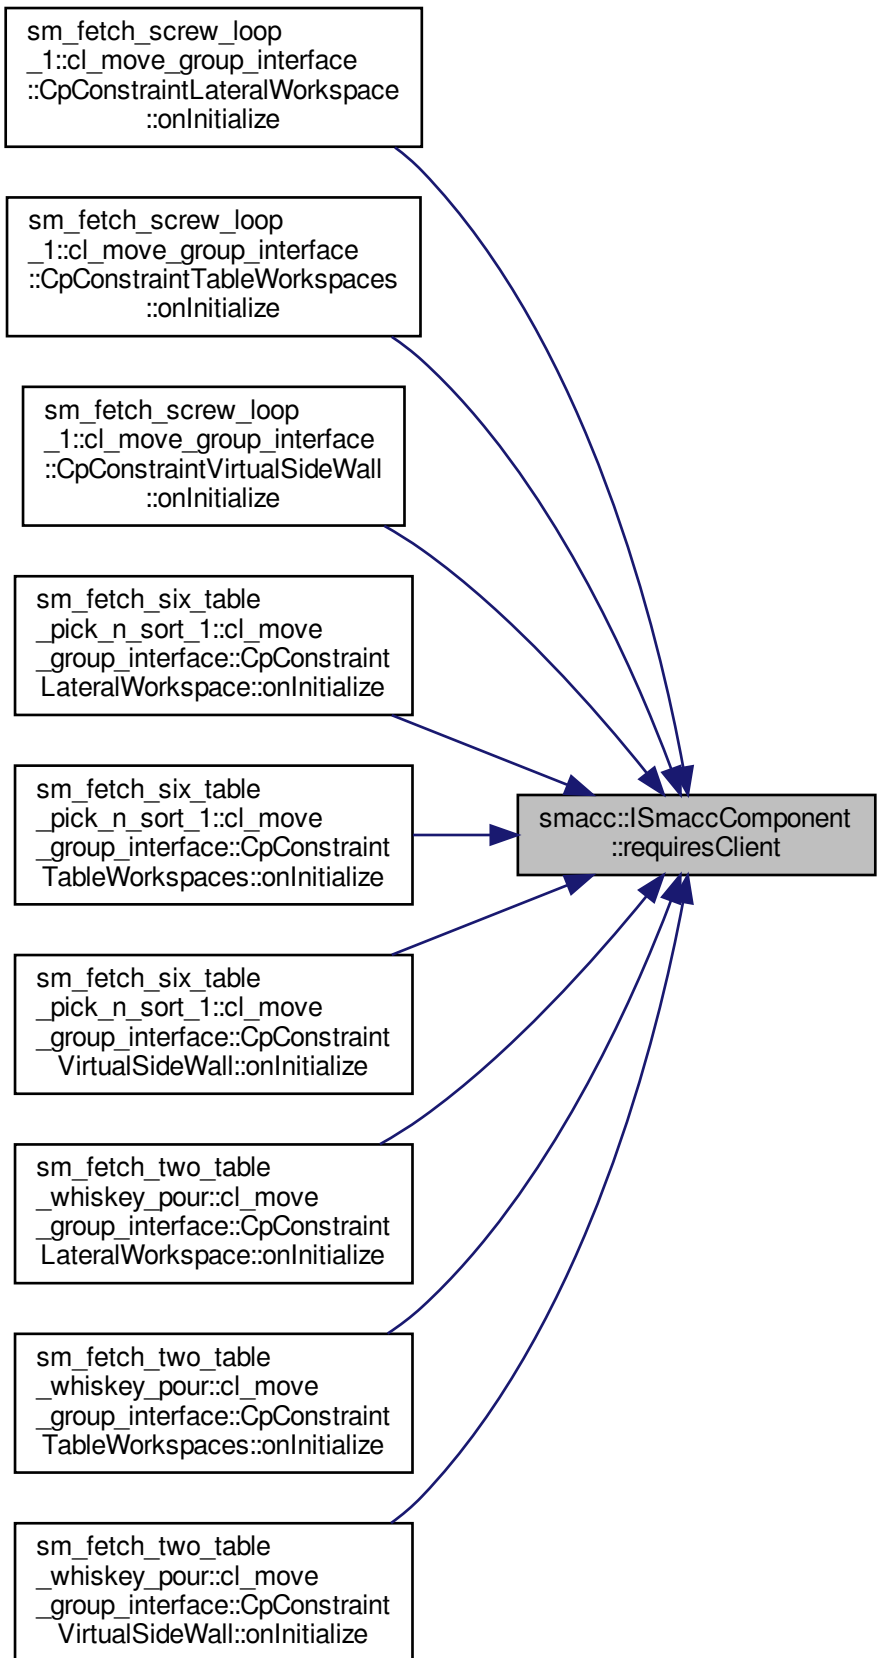 sm_fetch_screw_loop
_1::cl_move_group_interface
::CpConstraintLateralWorkspace
::onInitialize
sm_fetch_screw_loop
_1::cl_move_group_interface
::CpConstraintTableWorkspaces
::onInitialize
sm_fetch_screw_loop
_1::cl_move_group_interface
::CpConstraintVirtualSideWall
::onInitialize
sm_fetch_six_table
_pick_n_sort_1::cl_move
_group_interface::CpConstraint
LateralWorkspace::onInitialize
sm_fetch_six_table
_pick_n_sort_1::cl_move
_group_interface::CpConstraint
TableWorkspaces::onInitialize
smacc::ISmaccComponent
::requiresClient
sm_fetch_six_table
_pick_n_sort_1::cl_move
_group_interface::CpConstraint
VirtualSideWall::onInitialize
sm_fetch_two_table
_whiskey_pour::cl_move
_group_interface::CpConstraint
LateralWorkspace::onInitialize
sm_fetch_two_table
_whiskey_pour::cl_move
_group_interface::CpConstraint
TableWorkspaces::onInitialize
sm_fetch_two_table
_whiskey_pour::cl_move
_group_interface::CpConstraint
VirtualSideWall::onInitialize